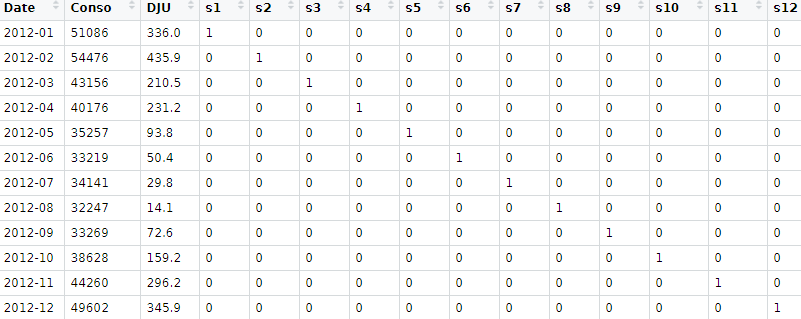 Date Conso DJU s1 s2 s3 s4 s5 s6 s7 s8 s9 s10 s11 s12
2012-01 51086 336.0 1 0 0 0 0 0 0 0 0 0 0 0
2012-02 54476 435.9 0 1 0 0 0 0 0 0 0 0 0 0
2012-03 43156 210.5 0 0 1 0 0 0 0 0 0 0 0 0
2012-04 40176 231.2 0 0 0 1 0 0 0 0 0 0 0 0
2012-05 35257 93.8 0 0 0 0 1 0 0 0 0 0 0 0
2012-06 33219 50.4 0 0 0 0 0 1 0 0 0 0 0 0
2012-07 34141 29.8 0 0 0 0 0 0 1 0 0 0 0 0
2012-08 32247 14.1 0 0 0 0 0 0 0 1 0 0 0 0
2012-09 33269 72.6 0 0 0 0 0 0 0 0 1 0 0 0
2012-10 38628 159.2 0 0 0 0 0 0 0 0 0 1 0 0
2012-11 44260 296.2 0 0 0 0 0 0 0 0 0 0 1 0
2012-12 49602 345.9 0 0 0 0 0 0 0 0 0 0 0 1